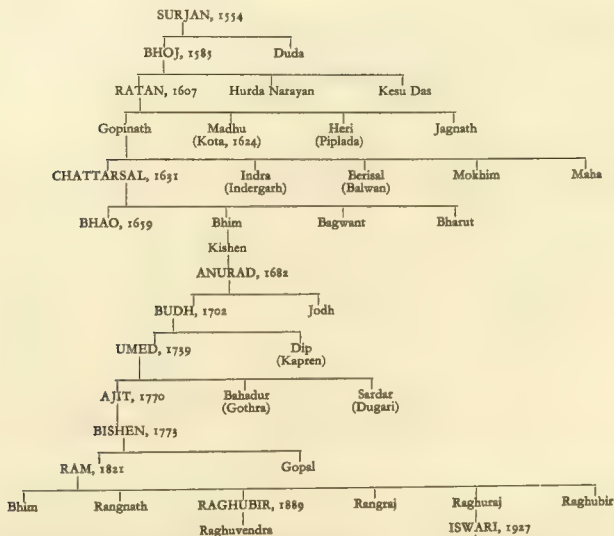 SURJAN, 1554
BHOJ, 1585 Duda
RATAN, 1607 Hurda Narayan Kesu Das
Gopinath Madhu Heri Jagnath
(Kota, 1624) (Piplada)
CHATTARSAL, 1631 Indra Berisal Mokhim Maha
(Indergarh) (Balwan)
BHAO, 1659 Bhim Bagwant Bharut
Kishen
ANURAD, 1682
BUDH, 1702 Jodh
UMED, 1739 Dip
(Kapren)
AJIT, 1770 Bahadur Sardar
(Gothra) (Dugari)
BISHEN, 1773
RAM, 1821 Gopal
Bhim Rangnath RAGHUBIR, 1889 Rangraj Raghuraj Raghubir
Raghuvendra ISWARI, 1927